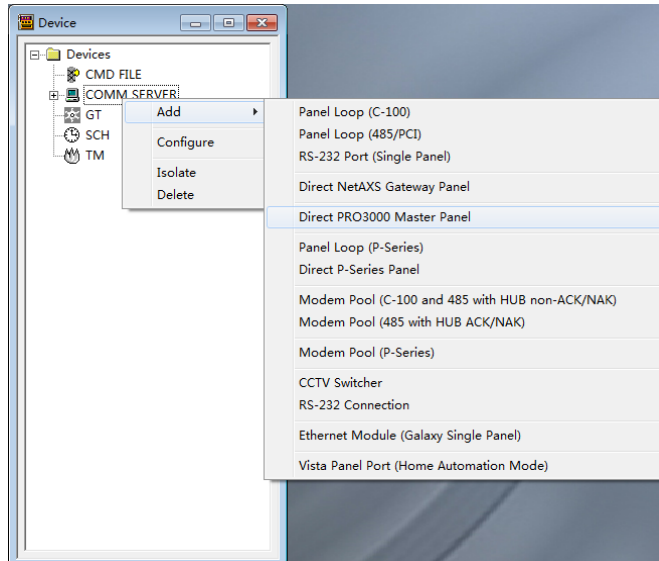 Device
Devices
CMD FILE
COMM SERVER
GT
SCH
TM
Add
Configure
Isolate
Delete
Panel Loop (C-100)
Panel Loop (485/PCI)
RS-232 Port (Single Panel)
Direct NetAXS Gateway Panel
Direct PRO3000 Master Panel
Panel Loop (P-Series)
Direct P-Series Panel
Modem Pool (C-100 and 485 with HUB non-ACK/NAK)
Modem Pool (485 with HUB ACK/NAK)
Modem Pool (P-Series)
CCTV Switcher
RS-232 Connection
Ethernet Module (Galaxy Single Panel)
Vista Panel Port (Home Automation Mode)